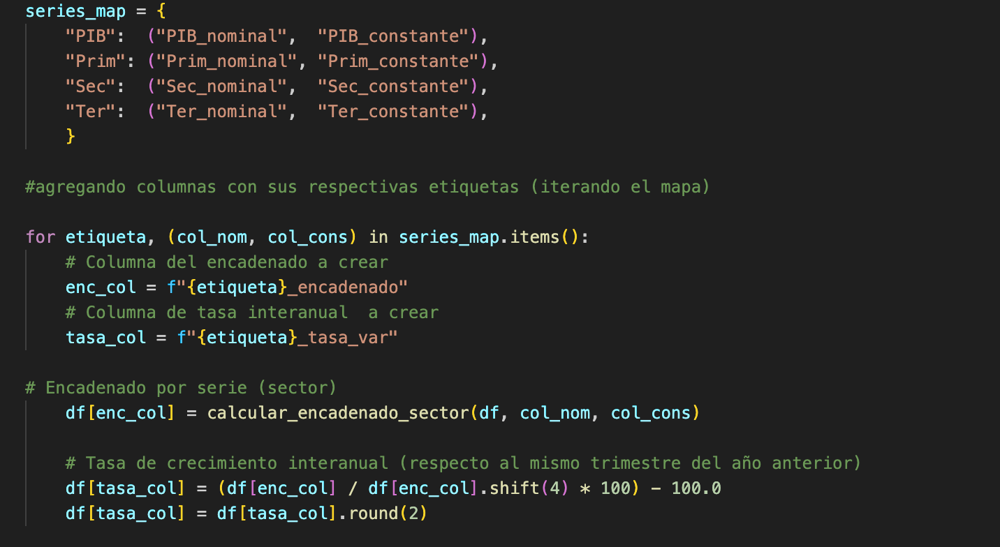 series_map = {
    "PIB":  ("PIB_nominal",  "PIB_constante"),
    "Prim": ("Prim_nominal", "Prim_constante"),
    "Sec":  ("Sec_nominal",  "Sec_constante"),
    "Ter":  ("Ter_nominal",  "Ter_constante"),
    }
#agregando columnas con sus respectivas etiquetas (iterando el mapa)
for etiqueta, (col_nom, col_cons) in series_map.items():
    # Columna del encadenado a crear
    enc_col = f"{etiqueta}_encadenado"
    # Columna de tasa interanual  a crear
    tasa_col = f"{etiqueta}_tasa_var"
# Encadenado por serie (sector)
    df[enc_col] = calcular_encadenado_sector(df, col_nom, col_cons)
    # Tasa de crecimiento interanual (respecto al mismo trimestre del año anterior)
    df[tasa_col] = (df[enc_col] / df[enc_col].shift(4) * 100) - 100.0
    df[tasa_col] = df[tasa_col].round(2)